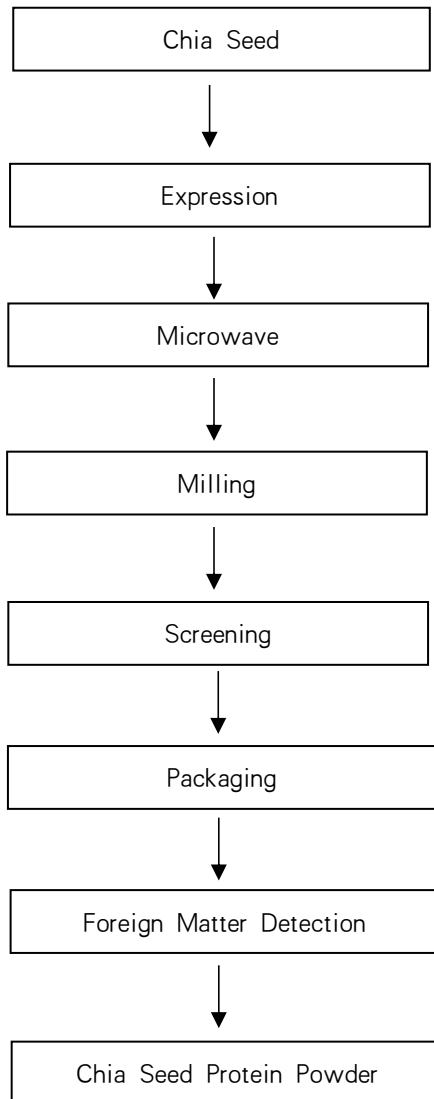 Chia Seed
Expression
Microwave
Milling
Screening
Packaging
Foreign Matter Detection
Chia Seed Protein Powder